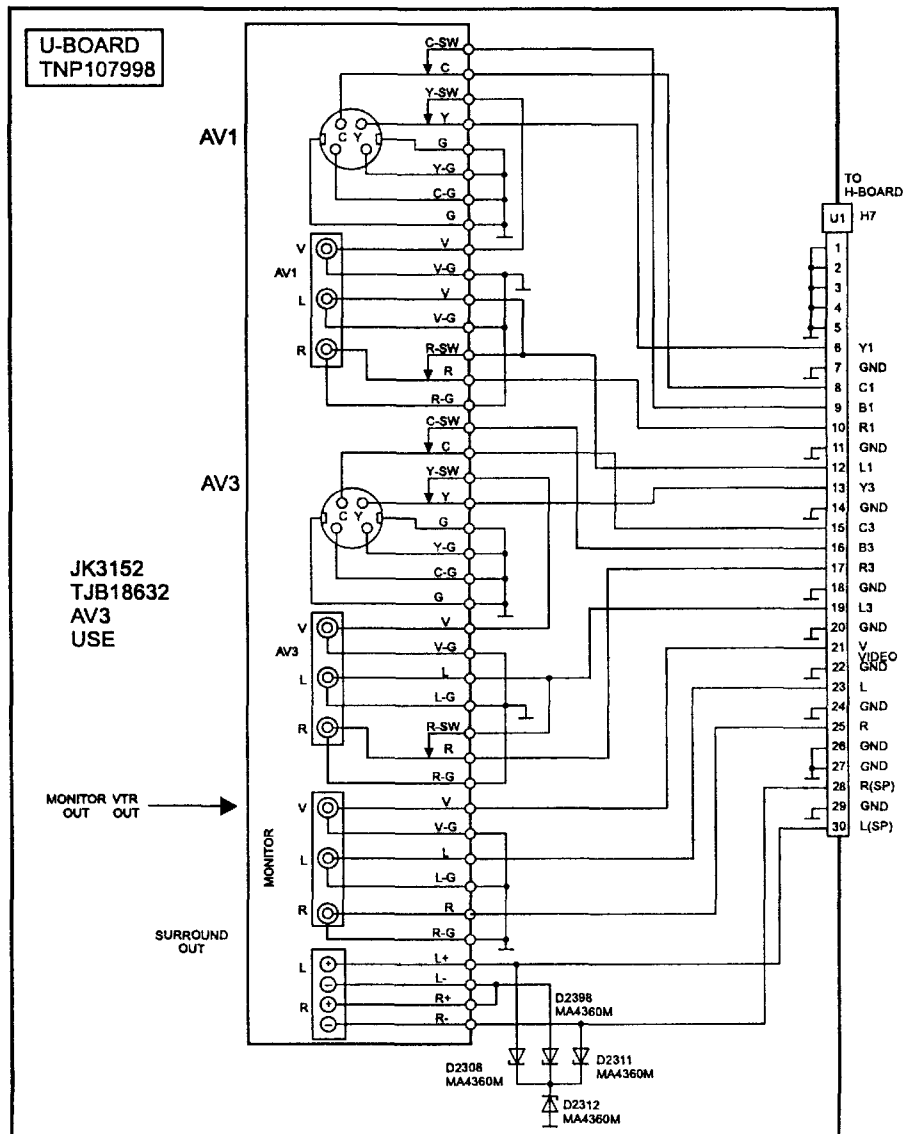 U-BOARD
TNP107998
AV1
C-SW
C
Y-SW
Y
G
Y-G
C-G
G
C Y
V
AV1
L
R
V
V-G
V
V-G
R-SW
R
R-G
AV3
C-SW
C
Y-SW
Y
G
Y-G
C-G
G
C Y
JK3152
TJB18632
AV3
USE
V
AV3
L
R
V
V-G
L
L-G
R-SW
R
R-G
MONITOR VTR
OUT OUT
MONITOR
V
L
R
V
V-G
L
L-G
R
R-G
SURROUND
OUT
L
R
+
−
+
−
L+
L-
R+
R-
D2398
MA4360M
D2308
MA4360M
D2311
MA4360M
D2312
MA4360M
TO
H-BOARD
U1 H7
1
2
3
4
5
6 Y1
7 GND
8 C1
9 B1
10 R1
11 GND
12 L1
13 Y3
14 GND
15 C3
16 B3
17 R3
18 GND
19 L3
20 GND
21 V
VIDEO
22 GND
23 L
24 GND
25 R
26 GND
27 GND
28 R(SP)
29 GND
30 L(SP)